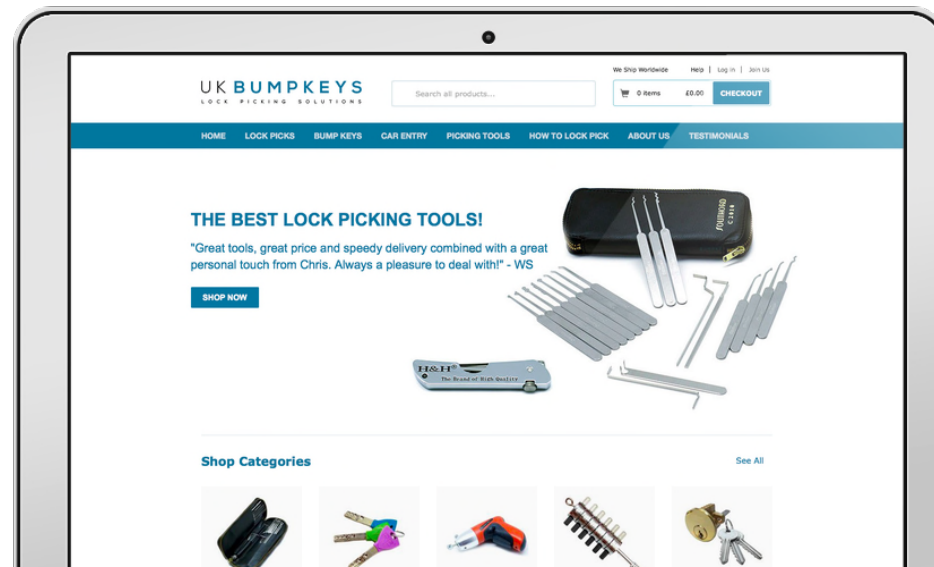 We Ship Worldwide Help | Log In | Join Us
UK BUMPKEYS
LOCK PICKING SOLUTIONS
Search all products...
0 items £0.00 CHECKOUT
HOME LOCK PICKS BUMP KEYS CAR ENTRY PICKING TOOLS HOW TO LOCK PICK ABOUT US TESTIMONIALS
THE BEST LOCK PICKING TOOLS!
"Great tools, great price and speedy delivery combined with a great
personal touch from Chris. Always a pleasure to deal with!" - WS
SHOP NOW
SOUTHORD
C2010
H&H®
The Brand of High Quality
Shop Categories See All